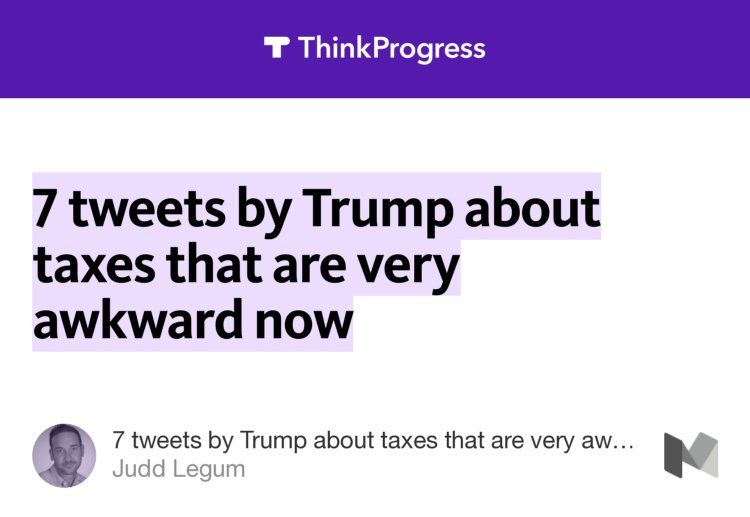 ThinkProgress
7 tweets by Trump about
taxes that are very
awkward now
7 tweets by Trump about taxes that are very aw…
Judd Legum